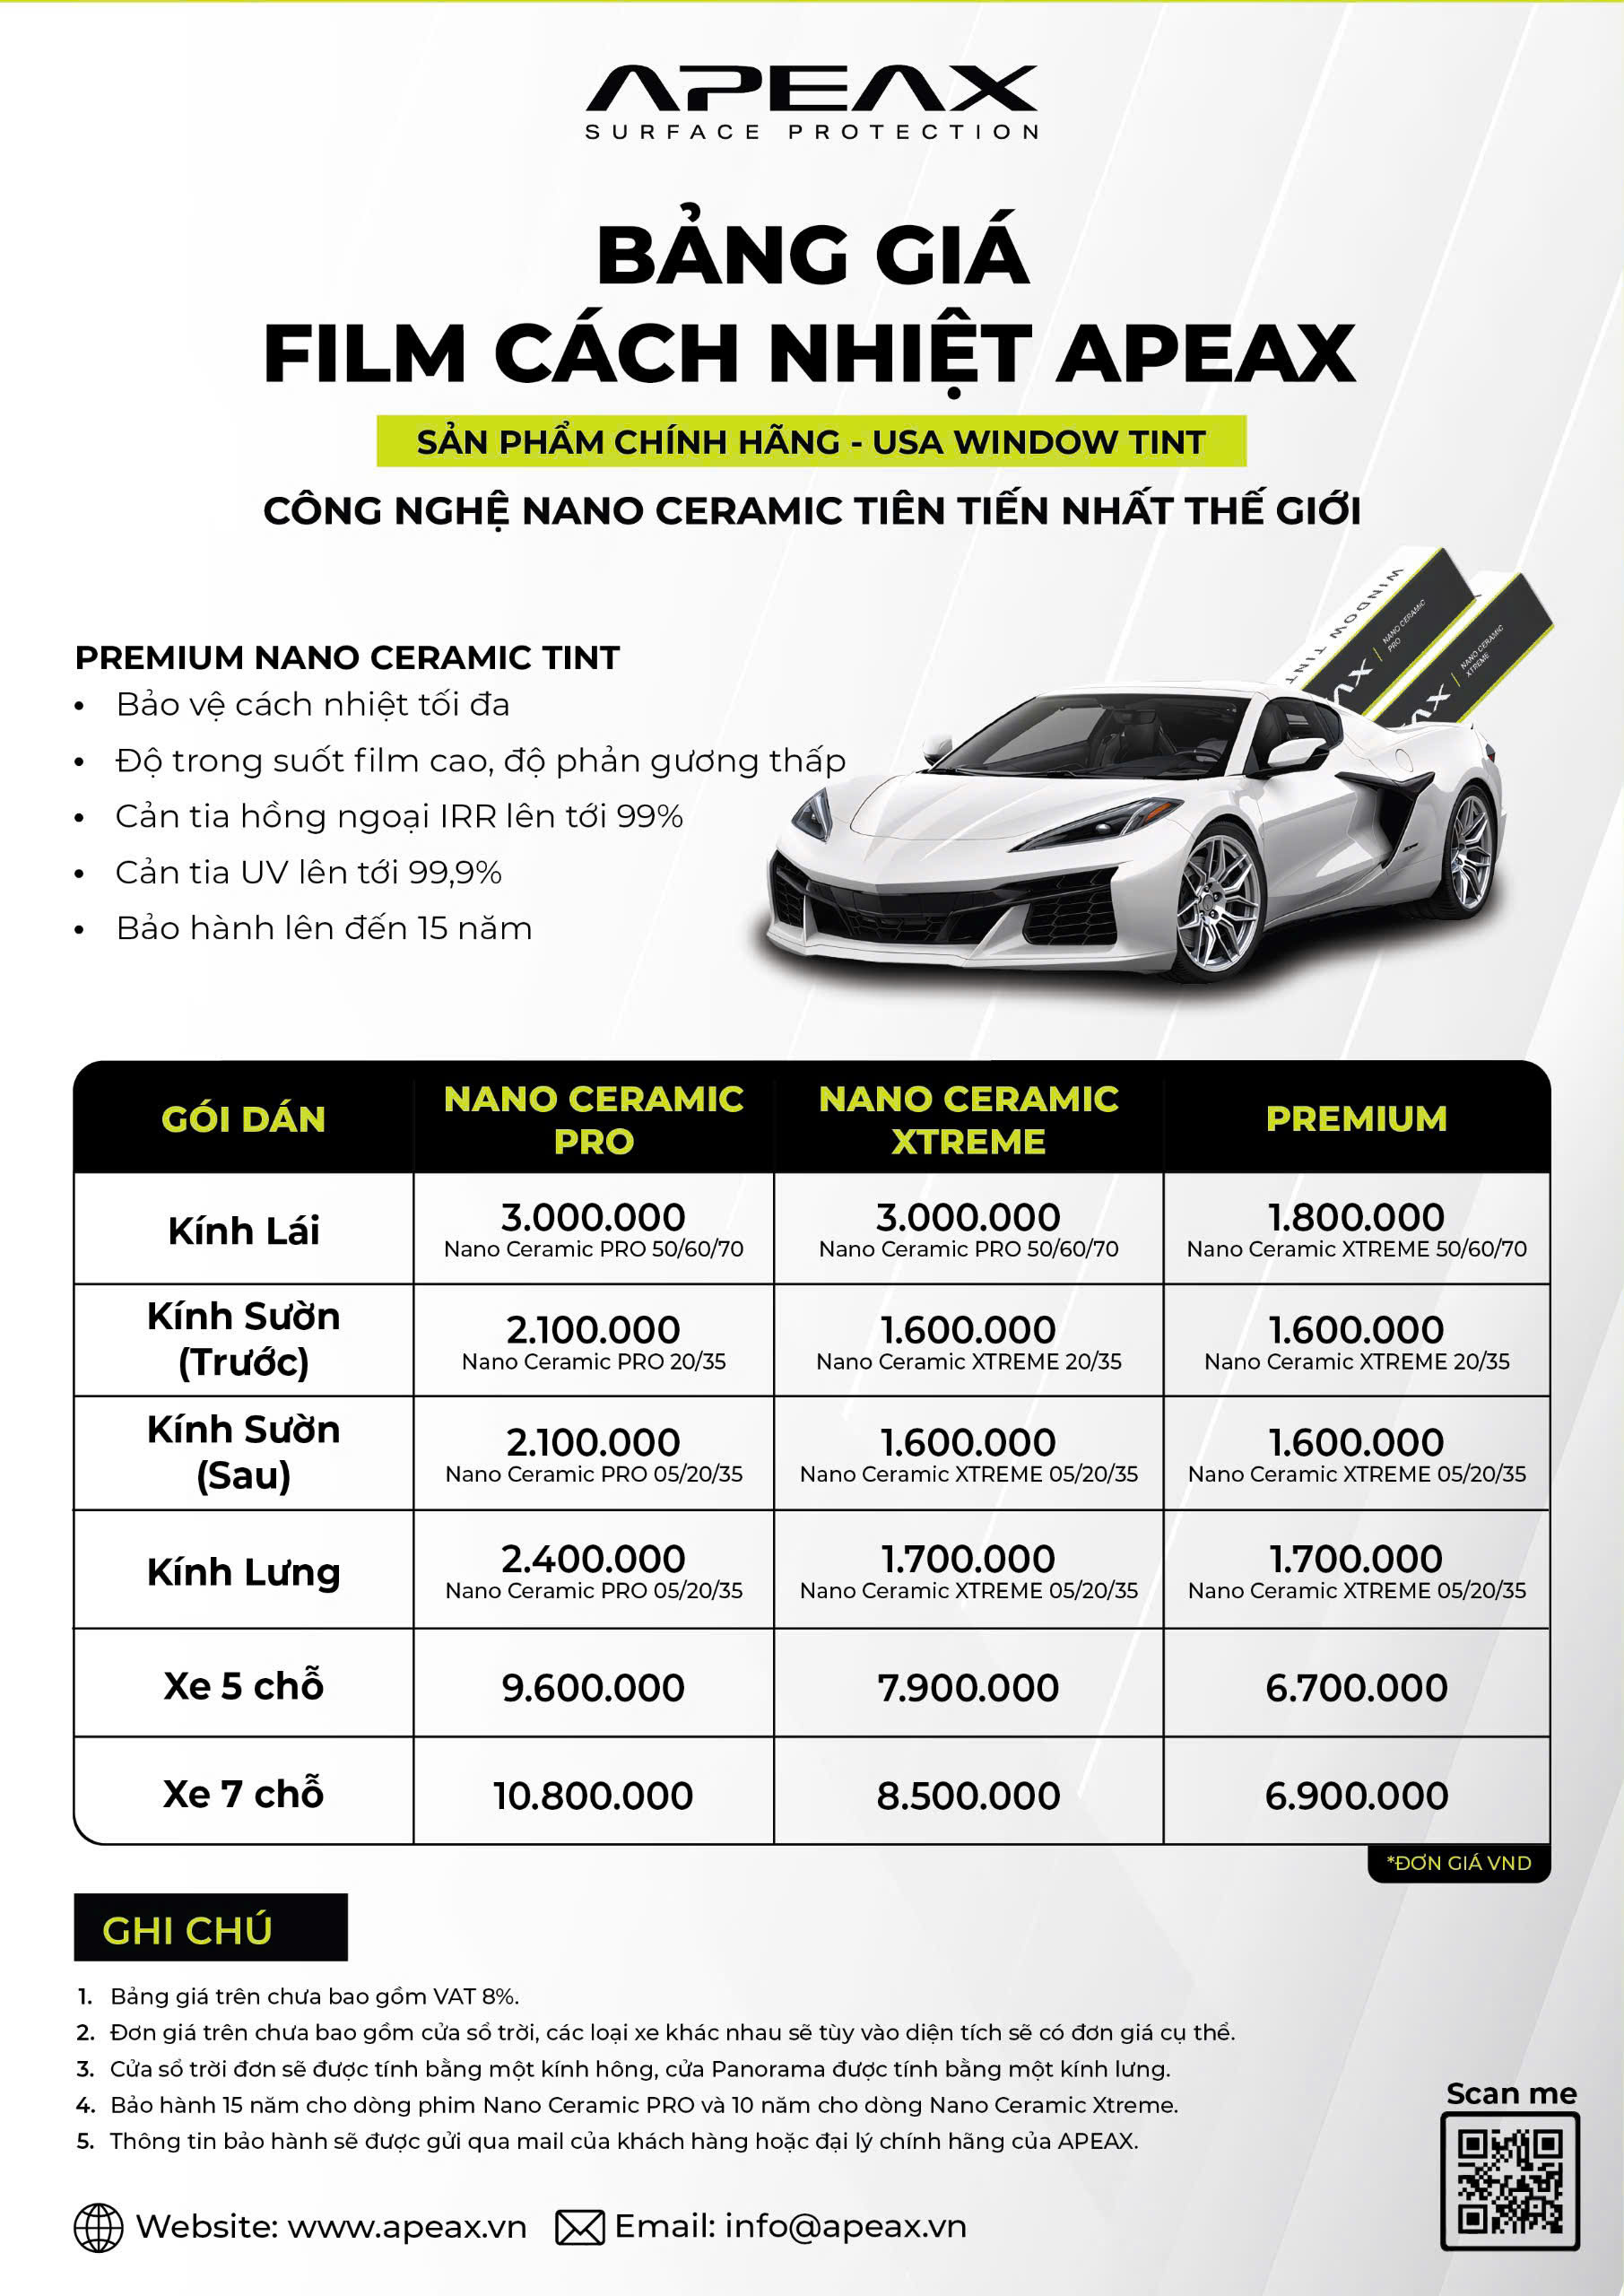 APEAX
SURFACE PROTECTION
BẢNG GIÁ
FILM CÁCH NHIỆT APEAX
SẢN PHẨM CHÍNH HÃNG - USA WINDOW TINT
CÔNG NGHỆ NANO CERAMIC TIÊN TIẾN NHẤT THẾ GIỚI
WINDOW TINT
NANO CERAMIC
PRO
NANO CERAMIC
XTREME
PREMIUM NANO CERAMIC TINT
• Bảo vệ cách nhiệt tối đa
• Độ trong suốt film cao, độ phản gương thấp
• Cản tia hồng ngoại IRR lên tới 99%
• Cản tia UV lên tới 99,9%
• Bảo hành lên đến 15 năm
GÓI DÁN
NANO CERAMIC
PRO
NANO CERAMIC
XTREME
PREMIUM
Kính Lái
3.000.000
Nano Ceramic PRO 50/60/70
3.000.000
Nano Ceramic PRO 50/60/70
1.800.000
Nano Ceramic XTREME 50/60/70
Kính Sườn
(Trước)
2.100.000
Nano Ceramic PRO 20/35
1.600.000
Nano Ceramic XTREME 20/35
1.600.000
Nano Ceramic XTREME 20/35
Kính Sườn
(Sau)
2.100.000
Nano Ceramic PRO 05/20/35
1.600.000
Nano Ceramic XTREME 05/20/35
1.600.000
Nano Ceramic XTREME 05/20/35
Kính Lưng
2.400.000
Nano Ceramic PRO 05/20/35
1.700.000
Nano Ceramic XTREME 05/20/35
1.700.000
Nano Ceramic XTREME 05/20/35
Xe 5 chỗ
9.600.000
7.900.000
6.700.000
Xe 7 chỗ
10.800.000
8.500.000
6.900.000
*ĐƠN GIÁ VND
GHI CHÚ
1. Bảng giá trên chưa bao gồm VAT 8%.
2. Đơn giá trên chưa bao gồm cửa sổ trời, các loại xe khác nhau sẽ tùy vào diện tích sẽ có đơn giá cụ thể.
3. Cửa sổ trời đơn sẽ được tính bằng một kính hông, cửa Panorama được tính bằng một kính lưng.
4. Bảo hành 15 năm cho dòng phim Nano Ceramic PRO và 10 năm cho dòng Nano Ceramic Xtreme.
5. Thông tin bảo hành sẽ được gửi qua mail của khách hàng hoặc đại lý chính hãng của APEAX.
Scan me
Website: www.apeax.vn
Email: info@apeax.vn